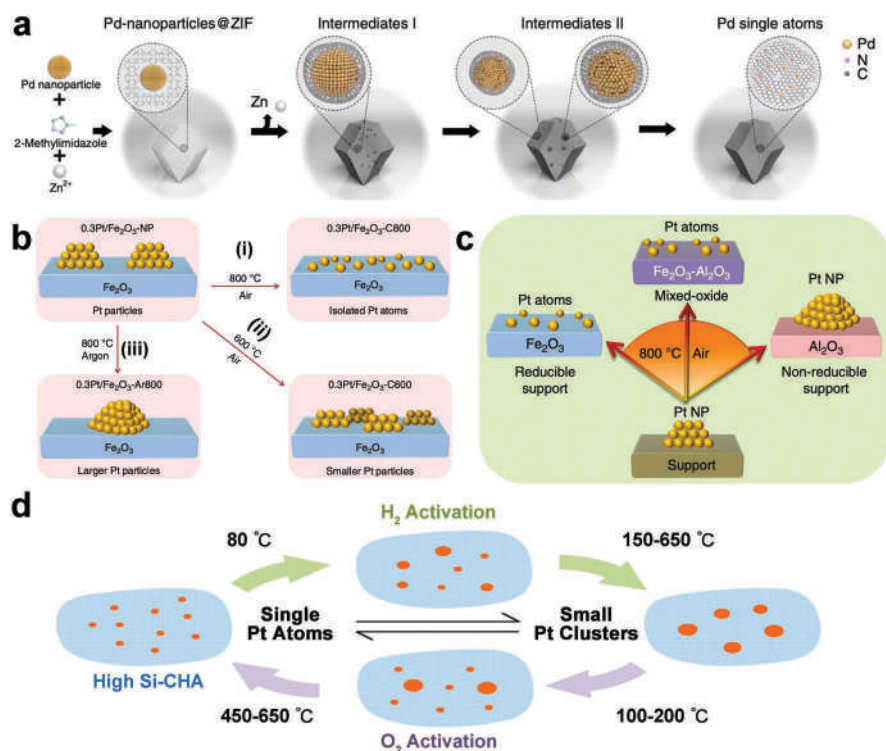 a
Pd-nanoparticles@ZIF
Intermediates I
Intermediates II
Pd single atoms
Pd nanoparticle
+
2-Methylimidazole
+
Zn²⁺
Zn
Pd
N
C
b
0.3Pt/Fe₂O₃-NP
Fe₂O₃
Pt particles
(i)
800 °C
Air
0.3Pt/Fe₂O₃-C800
Fe₂O₃
Isolated Pt atoms
800 °C
Argon
(iii)
(ii)
600 °C
Air
0.3Pt/Fe₂O₃-Ar800
Fe₂O₃
Larger Pt particles
0.3Pt/Fe₂O₃-C600
Fe₂O₃
Smaller Pt particles
c
Pt atoms
Fe₂O₃-Al₂O₃
Mixed-oxide
Pt atoms
Fe₂O₃
Reducible
support
800 °C
Air
Pt NP
Al₂O₃
Non-reducible
support
Pt NP
Support
d
H₂ Activation
80 °C
150-650 °C
Single
Pt Atoms
Small
Pt Clusters
High Si-CHA
450-650 °C
100-200 °C
O₂ Activation